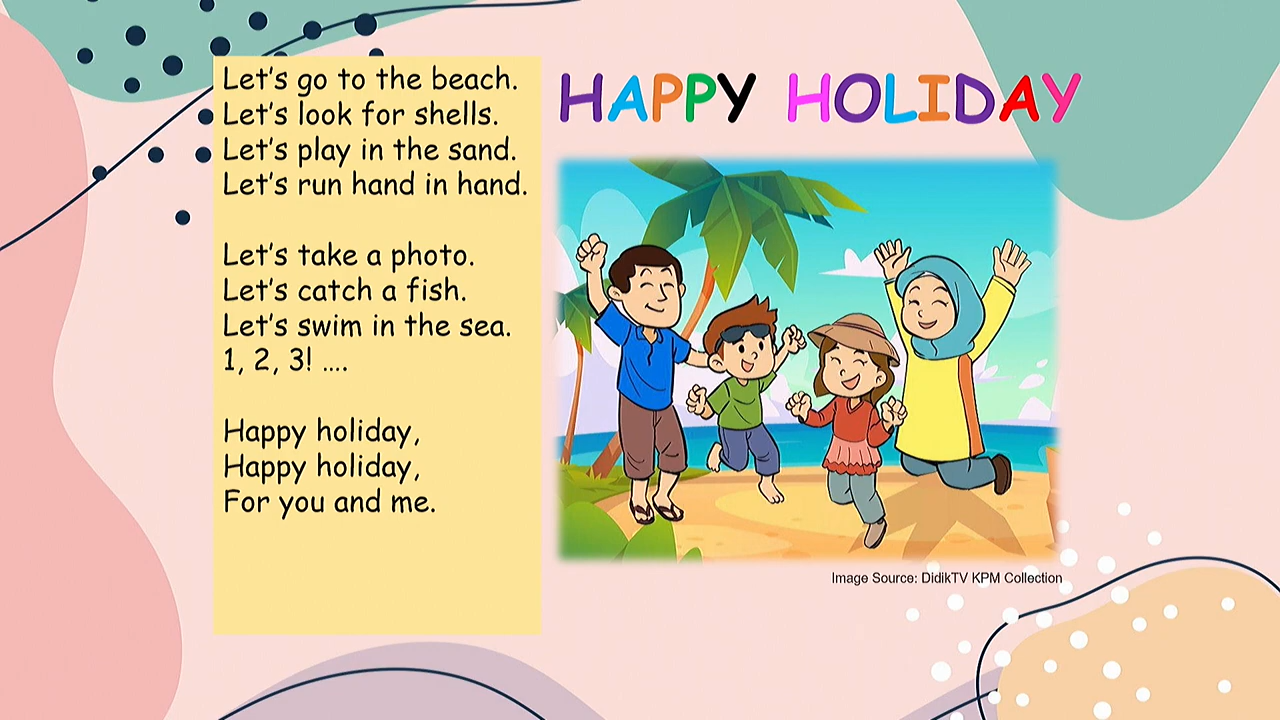 HAPPY HOLIDAY
Let's go to the beach.
Let's look for shells.
Let's play in the sand.
Let's run hand in hand.
Let's take a photo.
Let's catch a fish.
Let's swim in the sea.
1, 2, 3! ....
Happy holiday,
Happy holiday,
For you and me.
Image Source: DidikTV KPM Collection